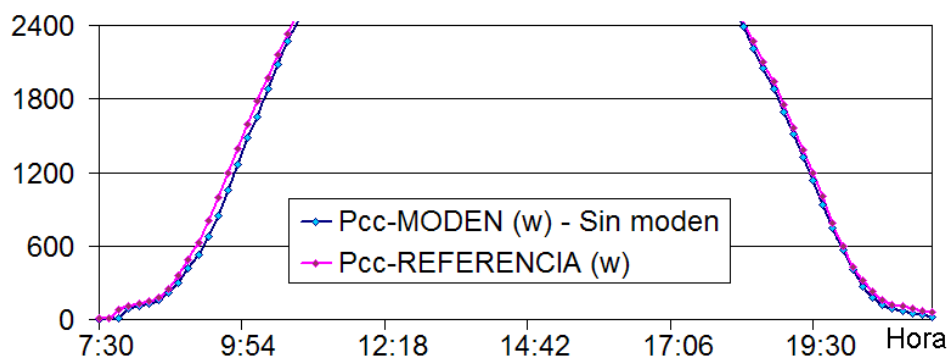 2400
1800
1200
600
0
Pcc-MODEN (w) - Sin moden
Pcc-REFERENCIA (w)
7:30 9:54 12:18 14:42 17:06 19:30 Hora